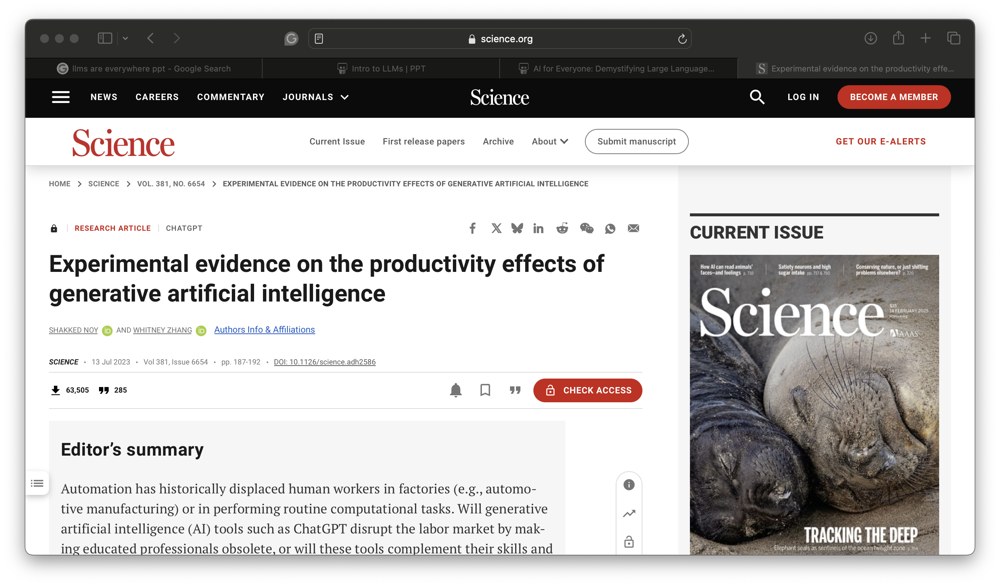 science.org
llms are everywhere ppt - Google Search
Intro to LLMs | PPT
AI for Everyone: Demystifying Large Language...
S Experimental evidence on the productivity effe...
NEWS CAREERS COMMENTARY JOURNALS
Science
LOG IN
BECOME A MEMBER
Science
Current Issue First release papers Archive About Submit manuscript
GET OUR E-ALERTS
HOME > SCIENCE > VOL. 381, NO. 6654 > EXPERIMENTAL EVIDENCE ON THE PRODUCTIVITY EFFECTS OF GENERATIVE ARTIFICIAL INTELLIGENCE
RESEARCH ARTICLE | CHATGPT
Experimental evidence on the productivity effects of
generative artificial intelligence
SHAKKED NOY iD AND WHITNEY ZHANG iD Authors Info & Affiliations
SCIENCE • 13 Jul 2023 • Vol 381, Issue 6654 • pp. 187-192 • DOI: 10.1126/science.adh2586
63,505 285
CHECK ACCESS
Editor’s summary
Automation has historically displaced human workers in factories (e.g., automo-
tive manufacturing) or in performing routine computational tasks. Will generative
artificial intelligence (AI) tools such as ChatGPT disrupt the labor market by mak-
ing educated professionals obsolete, or will these tools complement their skills and
CURRENT ISSUE
How AI can read animals’
faces—and feelings p. 710
Satiety neurons and high
sugar intake pp. 717 & 750
Conserving nature, or just shifting
problems elsewhere? p. 720
Science
$15
14 FEBRUARY 2025
science.org
AAAS
TRACKING THE DEEP
Elephant seals as sentinels of the ocean twilight zone p. 764